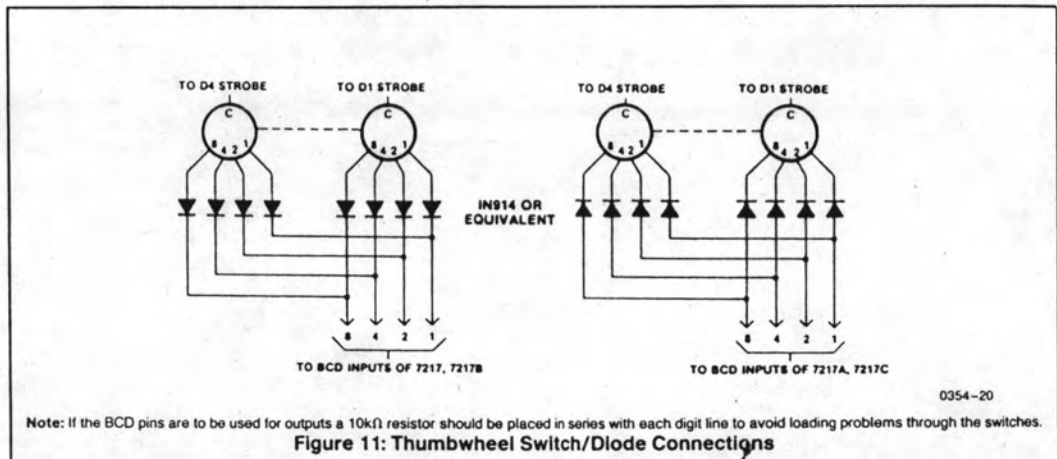 TO D4 STROBE
TO D1 STROBE
C
C
8 4 2 1
8 4 2 1
IN914 OR
EQUIVALENT
8 4 2 1
TO BCD INPUTS OF 7217, 7217B
TO D4 STROBE
TO D1 STROBE
C
C
8 4 2 1
8 4 2 1
8 4 2 1
TO BCD INPUTS OF 7217A, 7217C
0354-20
Note: If the BCD pins are to be used for outputs a 10kΩ resistor should be placed in series with each digit line to avoid loading problems through the switches.
Figure 11: Thumbwheel Switch/Diode Connections